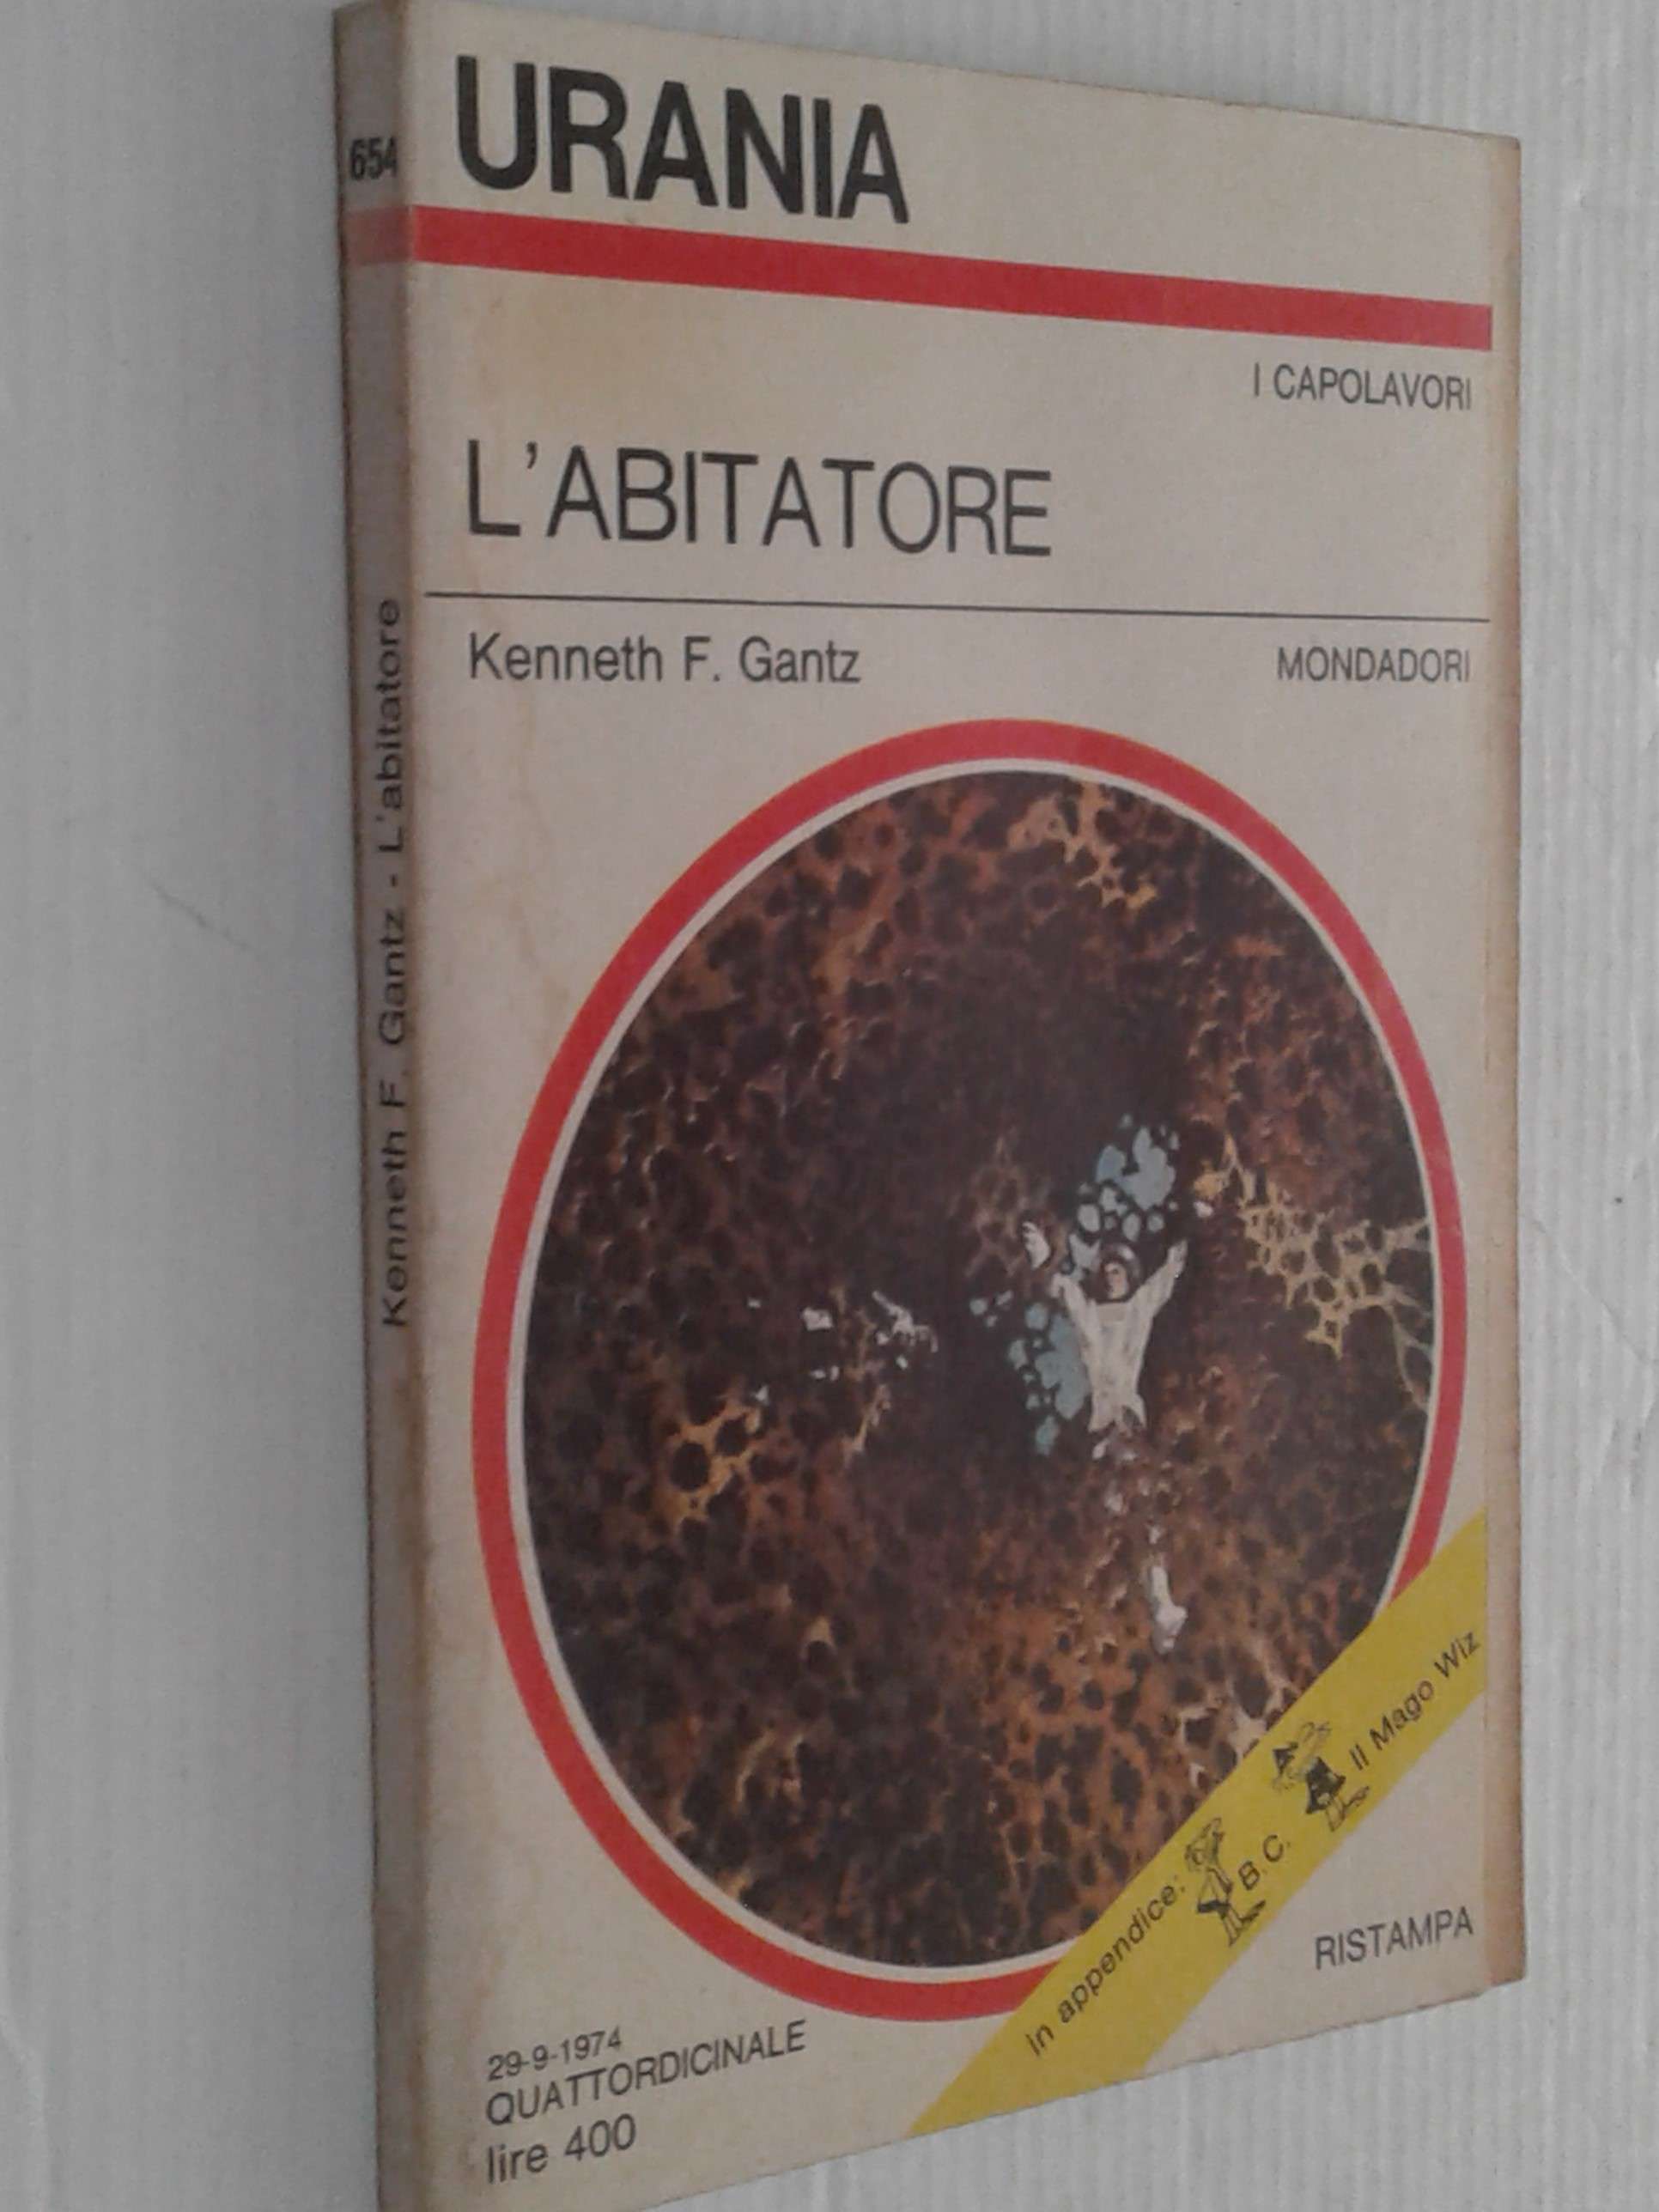 654
Kenneth F. Gantz - L'abitatore
URANIA
I CAPOLAVORI
L'ABITATORE
Kenneth F. Gantz
MONDADORI
in appendice: B.C. Il Mago Wiz
RISTAMPA
29-9-1974
QUATTORDICINALE
lire 400